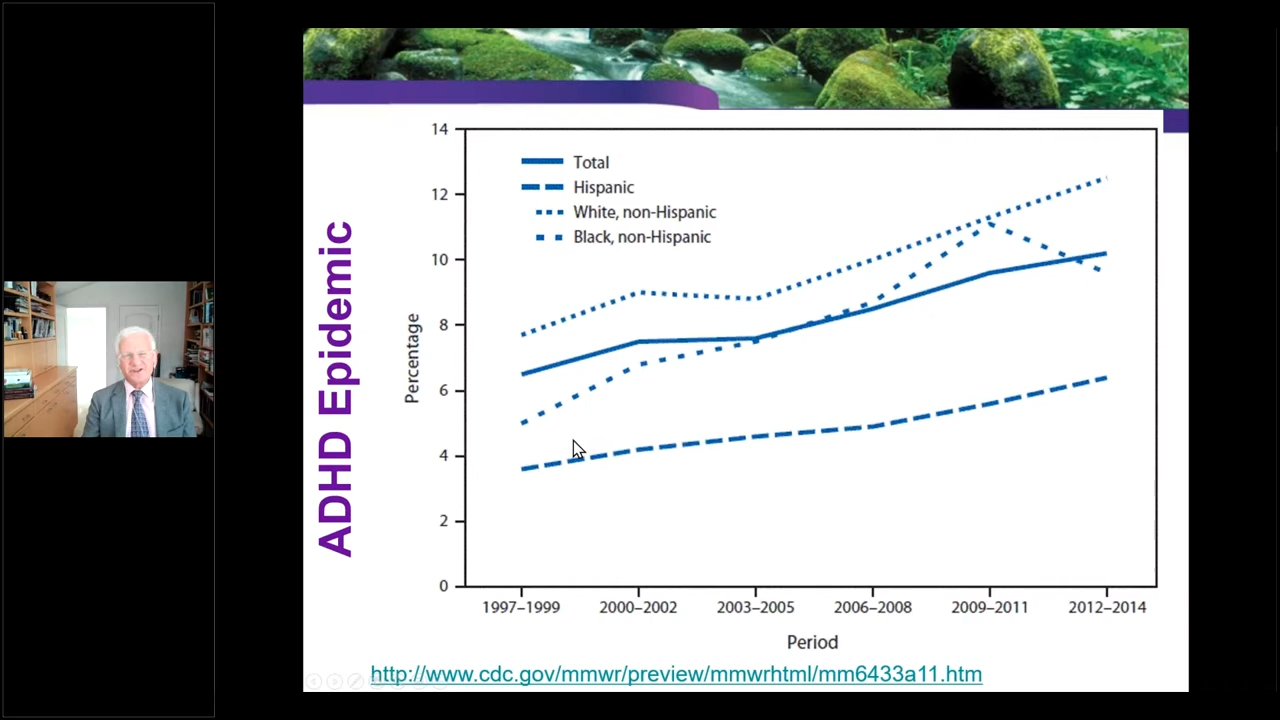 ADHD Epidemic
14
12
10
8
6
4
2
0
Percentage
Total
Hispanic
White, non-Hispanic
Black, non-Hispanic
1997–1999 2000–2002 2003–2005 2006–2008 2009–2011 2012–2014
Period
http://www.cdc.gov/mmwr/preview/mmwrhtml/mm6433a11.htm